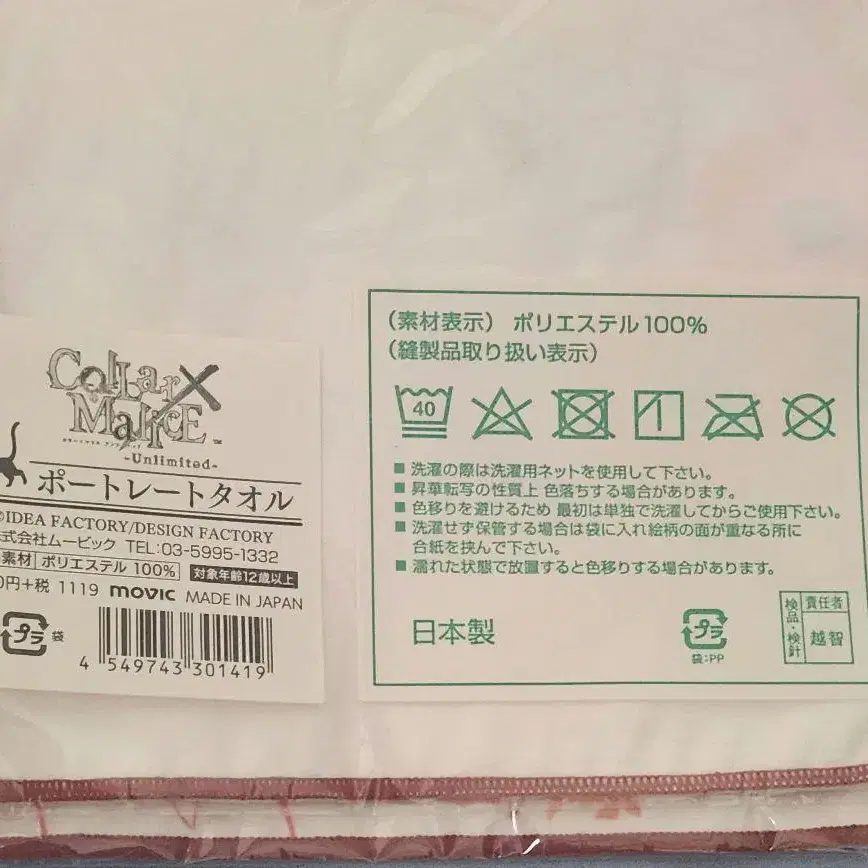 Collar×
Malice
-Unlimited-
ポートレートタオル
©IDEA FACTORY/DESIGN FACTORY
式会社ムービック TEL:03-5995-1332
素材 ポリエステル 100% 対象年齢12歳以上
0円+税 1119 movic MADE IN JAPAN
プラ 袋
4 549743 301419
(素材表示) ポリエステル100%
(縫製品取り扱い表示)
40
■ 洗濯の際は洗濯用ネットを使用して下さい。
■ 昇華転写の性質上 色落ちする場合があります。
■ 色移りを避けるため 最初は単独で洗濯してからご使用下さい。
■ 洗濯せず保管する場合は袋に入れ絵柄の面が重なる所に
合紙を挟んで下さい。
■ 濡れた状態で放置すると色移りする場合があります。
日本製
プラ
袋:PP
検品・検針
責任者
越智